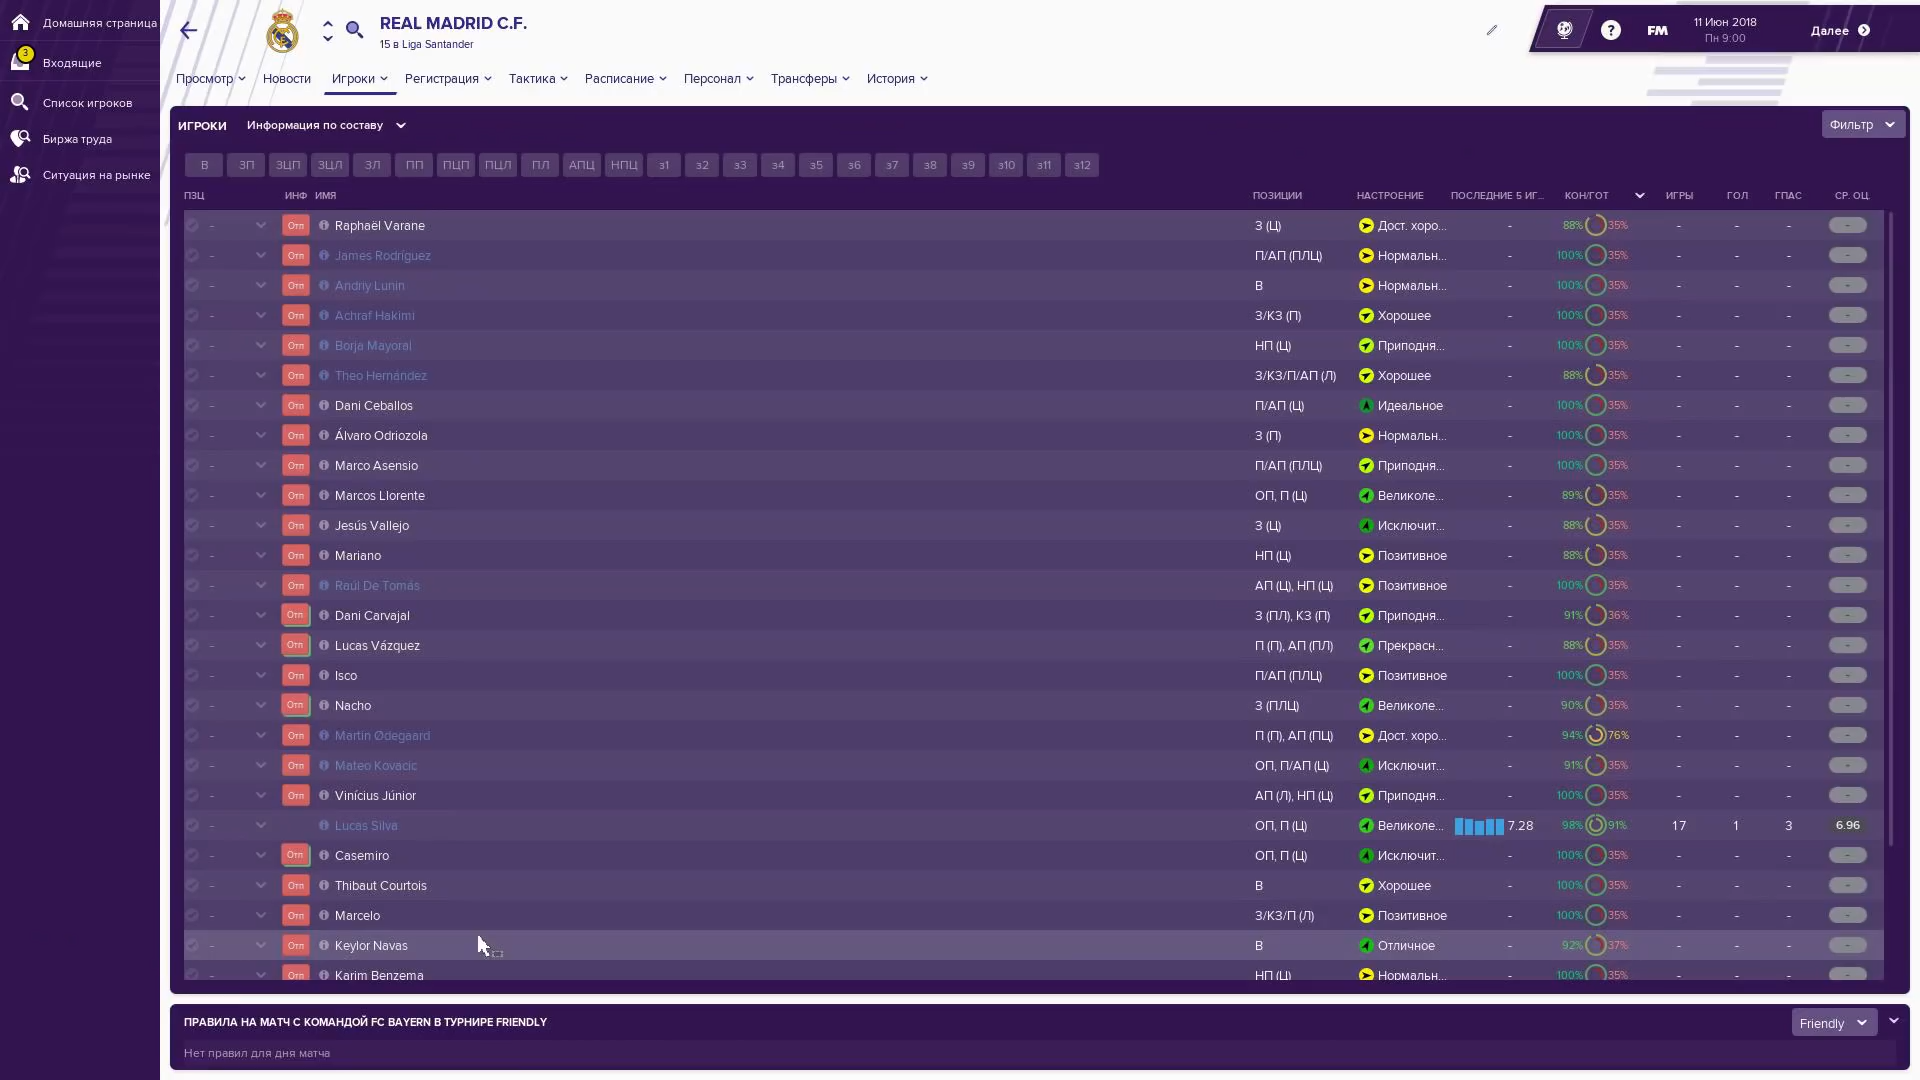 Домашняя страница
3
Входящие
Список игроков
Биржа труда
Ситуация на рынке
REAL MADRID C.F.
15 в Liga Santander
? FM 11 Июн 2018 Пн 9:00 Далее
Просмотр Новости Игроки Регистрация Тактика Расписание Персонал Трансферы История
ИГРОКИ Информация по составу Фильтр
В ЗП ЗЦП ЗЦЛ ЗЛ ПП ПЦП ПЦЛ ПЛ АПЦ НПЦ з1 з2 з3 з4 з5 з6 з7 з8 з9 з10 з11 з12
ПЗЦ ИНФ ИМЯ ПОЗИЦИИ НАСТРОЕНИЕ ПОСЛЕДНИЕ 5 ИГ... КОН/ГОТ ИГРЫ ГОЛ ГПАС СР. ОЦ.
- Отп Raphaël Varane З (Ц) Дост. хоро... - 88% 35% - - - -
- Отп James Rodríguez П/АП (ПЛЦ) Нормальн... - 100% 35% - - - -
- Отп Andriy Lunin В Нормальн... - 100% 35% - - - -
- Отп Achraf Hakimi З/КЗ (П) Хорошее - 100% 35% - - - -
- Отп Borja Mayoral НП (Ц) Приподня... - 100% 35% - - - -
- Отп Theo Hernández З/КЗ/П/АП (Л) Хорошее - 88% 35% - - - -
- Отп Dani Ceballos П/АП (Ц) Идеальное - 100% 35% - - - -
- Отп Álvaro Odriozola З (П) Нормальн... - 100% 35% - - - -
- Отп Marco Asensio П/АП (ПЛЦ) Приподня... - 100% 35% - - - -
- Отп Marcos Llorente ОП, П (Ц) Великоле... - 89% 35% - - - -
- Отп Jesús Vallejo З (Ц) Исключит... - 88% 35% - - - -
- Отп Mariano НП (Ц) Позитивное - 88% 35% - - - -
- Отп Raúl De Tomás АП (Ц), НП (Ц) Позитивное - 100% 35% - - - -
- Отп Dani Carvajal З (ПЛ), КЗ (П) Приподня... - 91% 36% - - - -
- Отп Lucas Vázquez П (П), АП (ПЛ) Прекрасн... - 88% 35% - - - -
- Отп Isco П/АП (ПЛЦ) Позитивное - 100% 35% - - - -
- Отп Nacho З (ПЛЦ) Великоле... - 90% 35% - - - -
- Отп Martin Ødegaard П (П), АП (ПЦ) Дост. хоро... - 94% 76% - - - -
- Отп Mateo Kovacic ОП, П/АП (Ц) Исключит... - 91% 35% - - - -
- Отп Vinícius Júnior АП (Л), НП (Ц) Приподня... - 100% 35% - - - -
- Lucas Silva ОП, П (Ц) Великоле... 7.28 98% 91% 17 1 3 6.96
- Отп Casemiro ОП, П (Ц) Исключит... - 100% 35% - - - -
- Отп Thibaut Courtois В Хорошее - 100% 35% - - - -
- Отп Marcelo З/КЗ/П (Л) Позитивное - 100% 35% - - - -
- Отп Keylor Navas В Отличное - 92% 37% - - - -
- Отп Karim Benzema НП (Ц) Нормальн... - 100% 35% - - - -
ПРАВИЛА НА МАТЧ С КОМАНДОЙ FC BAYERN В ТУРНИРЕ FRIENDLY Friendly
Нет правил для дня матча